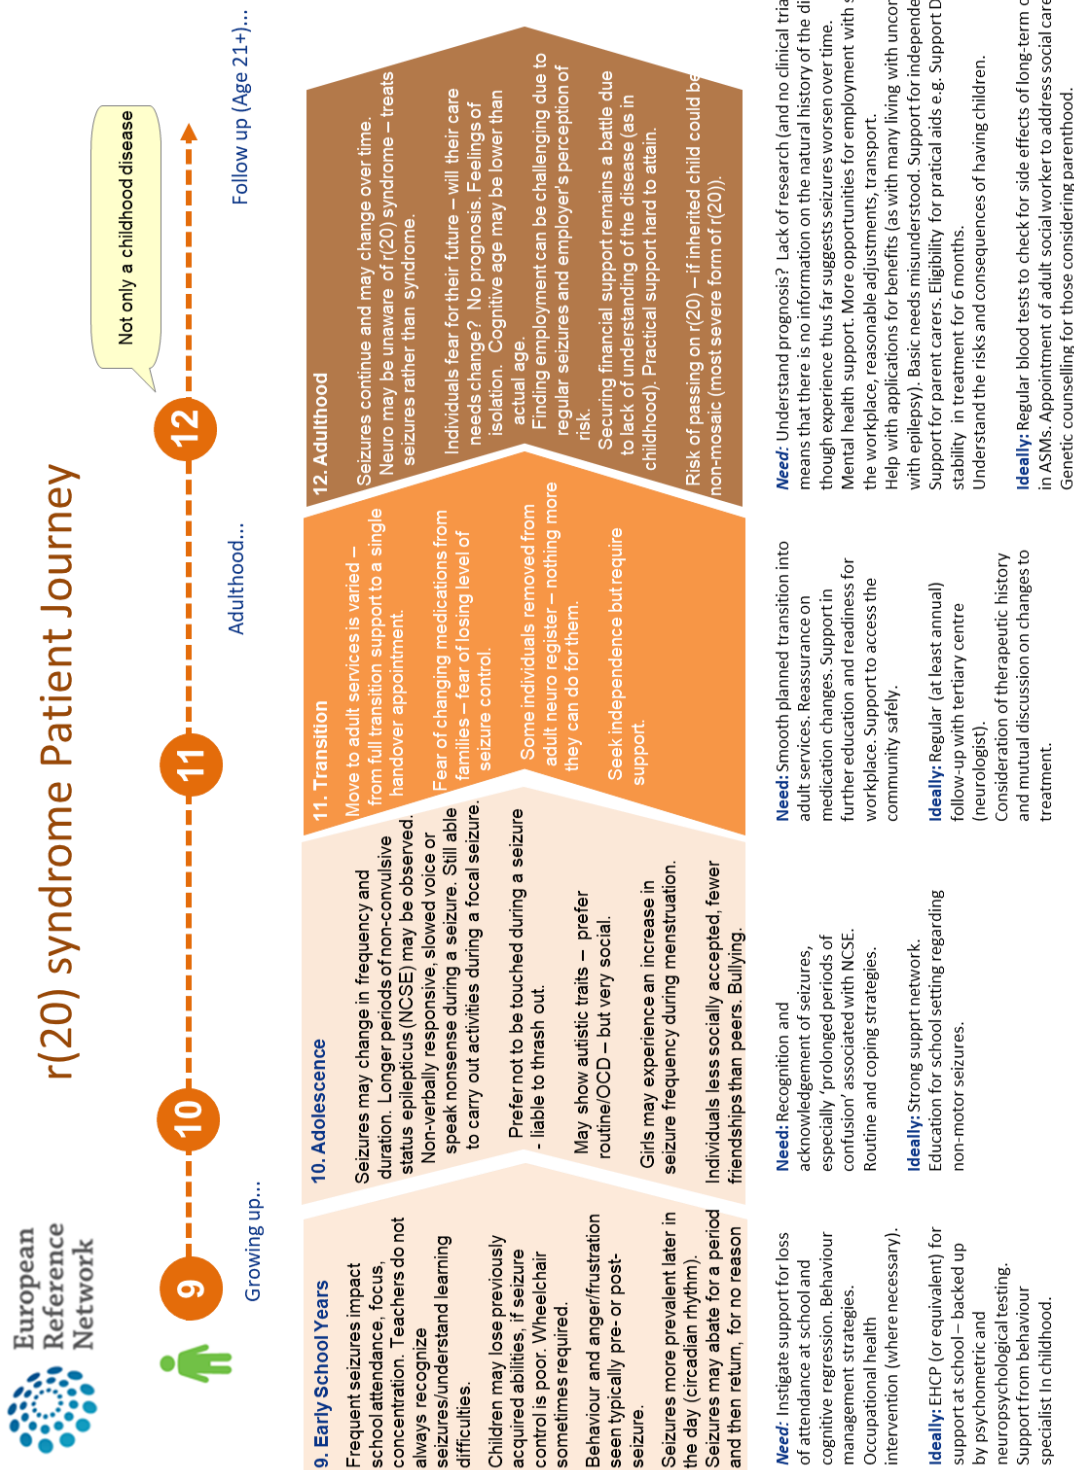 European
Reference
Network
r(20) syndrome Patient Journey
9
10
11
12
Not only a childhood disease
Growing up...
Adulthood...
Follow up (Age 21+)...
9. Early School Years
Frequent seizures impact
school attendance, focus,
concentration. Teachers do not
always recognize
seizures/understand learning
difficulties.
Children may lose previously
acquired abilities, if seizure
control is poor. Wheelchair
sometimes required.
Behaviour and anger/frustration
seen typically pre- or post-
seizure.
Seizures more prevalent later in
the day (circadian rhythm).
Seizures may abate for a period
and then return, for no reason
10. Adolescence
Seizures may change in frequency and
duration. Longer periods of non-convulsive
status epilepticus (NCSE) may be observed.
Non-verbally responsive, slowed voice or
speak nonsense during a seizure. Still able
to carry out activities during a focal seizure.
Prefer not to be touched during a seizure
- liable to thrash out.
May show autistic traits – prefer
routine/OCD – but very social.
Girls may experience an increase in
seizure frequency during menstruation.
Individuals less socially accepted, fewer
friendships than peers. Bullying.
11. Transition
Move to adult services is varied –
from full transition support to a single
handover appointment.
Fear of changing medications from
families – fear of losing level of
seizure control.
Some individuals removed from
adult neuro register – nothing more
they can do for them.
Seek independence but require
support.
12. Adulthood
Seizures continue and may change over time.
Neuro may be unaware of r(20) syndrome – treats
seizures rather than syndrome.
Individuals fear for their future – will their care
needs change? No prognosis. Feelings of
isolation. Cognitive age may be lower than
actual age.
Finding employment can be challenging due to
regular seizures and employer's perception of
risk.
Securing financial support remains a battle due
to lack of understanding of the disease (as in
childhood). Practical support hard to attain.
Risk of passing on r(20) – if inherited child could be
non-mosaic (most severe form of r(20)).
Need: Instigate support for loss
of attendance at school and
cognitive regression. Behaviour
management strategies.
Occupational health
intervention (where necessary).
Ideally: EHCP (or equivalent) for
support at school – backed up
by psychometric and
neuropsychological testing.
Support from behaviour
specialist In childhood.
Need: Recognition and
acknowledgement of seizures,
especially 'prolonged periods of
confusion' associated with NCSE.
Routine and coping strategies.
Ideally: Strong supprt network.
Education for school setting regarding
non-motor seizures.
Need: Smooth planned transition into
adult services. Reassurance on
medication changes. Support in
further education and readiness for
workplace. Support to access the
community safely.
Ideally: Regular (at least annual)
follow-up with tertiary centre
(neurologist).
Consideration of therapeutic history
and mutual discussion on changes to
treatment.
Need: Understand prognosis? Lack of research (and no clinical
means that there is no information on the natural history of the
though experience thus far suggests seizures worsen over time.
Mental health support. More opportunities for employment with
the workplace, reasonable adjustments, transport.
Help with applications for benefits (as with many living with
with epilepsy). Basic needs misunderstood. Support for
Support for parent carers. Eligibility for pratical aids e.g. Support
stability in treatment for 6 months.
Understand the risks and consequences of having children.
Ideally: Regular blood tests to check for side effects of long-term
in ASMs. Appointment of adult social worker to address social care
Genetic counselling for those considering parenthood.